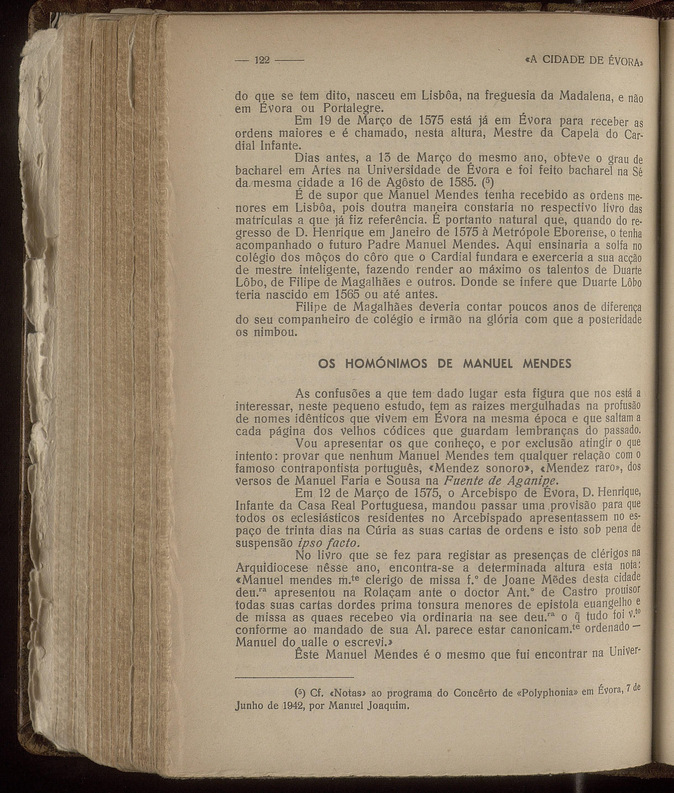 — 122 ——
«A CIDADE DE ÉVORA»
do que se tem dito, nasceu em Lisbôa, na freguesia da Madalena, e não
em Évora ou Portalegre.
Em 19 de Março de 1575 está já em Évora para receber as
ordens maiores e é chamado, nesta altura, Mestre da Capela do Car-
dial Infante.
Dias antes, a 13 de Março do mesmo ano, obteve o grau de
bacharel em Artes na Universidade de Évora e foi feito bacharel na Sé
da mesma cidade a 16 de Agôsto de 1585. (⁵)
É de supor que Manuel Mendes tenha recebido as ordens me-
nores em Lisbôa, pois doutra maneira constaria no respectivo livro das
matrículas a que já fiz referência. É portanto natural que, quando do re-
gresso de D. Henrique em Janeiro de 1575 à Metrópole Eborense, o tenha
acompanhado o futuro Padre Manuel Mendes. Aqui ensinaria a solfa no
colégio dos môços do côro que o Cardial fundara e exerceria a sua acção
de mestre inteligente, fazendo render ao máximo os talentos de Duarte
Lôbo, de Filipe de Magalhães e outros. Donde se infere que Duarte Lôbo
teria nascido em 1565 ou até antes.
Filipe de Magalhães deveria contar poucos anos de diferença
do seu companheiro de colégio e irmão na glória com que a posteridade
os nimbou.
OS HOMÓNIMOS DE MANUEL MENDES
As confusões a que tem dado lugar esta figura que nos está a
interessar, neste pequeno estudo, tem as raízes mergulhadas na profusão
de nomes idênticos que vivem em Évora na mesma época e que saltam a
cada página dos velhos códices que guardam lembranças do passado.
Vou apresentar os que conheço, e por exclusão atingir o que
intento: provar que nenhum Manuel Mendes tem qualquer relação com o
famoso contrapontista português, «Mendez sonoro», «Mendez raro», dos
versos de Manuel Faria e Sousa na Fuente de Aganipe.
Em 12 de Março de 1575, o Arcebispo de Évora, D. Henrique,
Infante da Casa Real Portuguesa, mandou passar uma provisão para que
todos os eclesiásticos residentes no Arcebispado apresentassem no es-
paço de trinta dias na Cúria as suas cartas de ordens e isto sob pena de
suspensão ipso facto.
No livro que se fez para registar as presenças de clérigos na
Arquidiocese nêsse ano, encontra-se a determinada altura esta nota:
«Manuel mendes m̃.ᵗᵉ clerigo de missa f.º de Joane Mẽdes desta cidade
deu.ʳᵃ apresentou na Rolaçam ante o doctor Ant.º de Castro prouisor
todas suas cartas dordes prima tonsura menores de epistola euangelho e
de missa as quaes recebeo via ordinaria na see deu.ʳᵃ o q̃ tudo foi v.ᵗᵒ
conforme ao mandado de sua Al. parece estar canonicam.ᵗᵉ ordenado —
Manuel do ualle o escrevi.»
Êste Manuel Mendes é o mesmo que fui encontrar na Univer-
(⁵) Cf. «Notas» ao programa do Concêrto de «Polyphonia» em Évora, 7 de
Junho de 1942, por Manuel Joaquim.